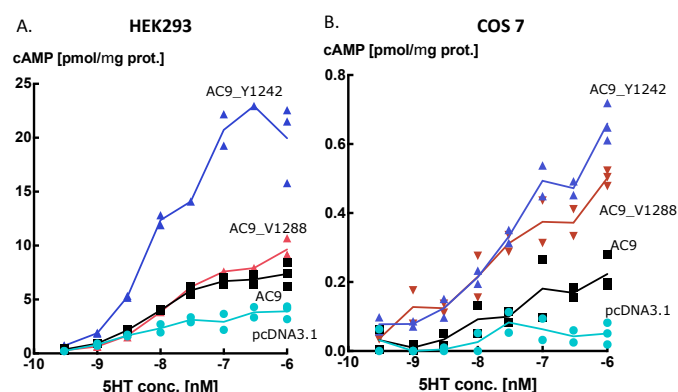 A.
HEK293
cAMP [pmol/mg prot.]
25
20
15
10
5
0
-10
-9
-8
-7
-6
5HT conc. [nM]
AC9_Y1242
AC9_V1288
AC9
pcDNA3.1
B.
COS 7
cAMP [pmol/mg prot.]
0.8
0.6
0.4
0.2
0.0
-10
-9
-8
-7
-6
5HT conc. [nM]
AC9_Y1242
AC9_V1288
AC9
pcDNA3.1